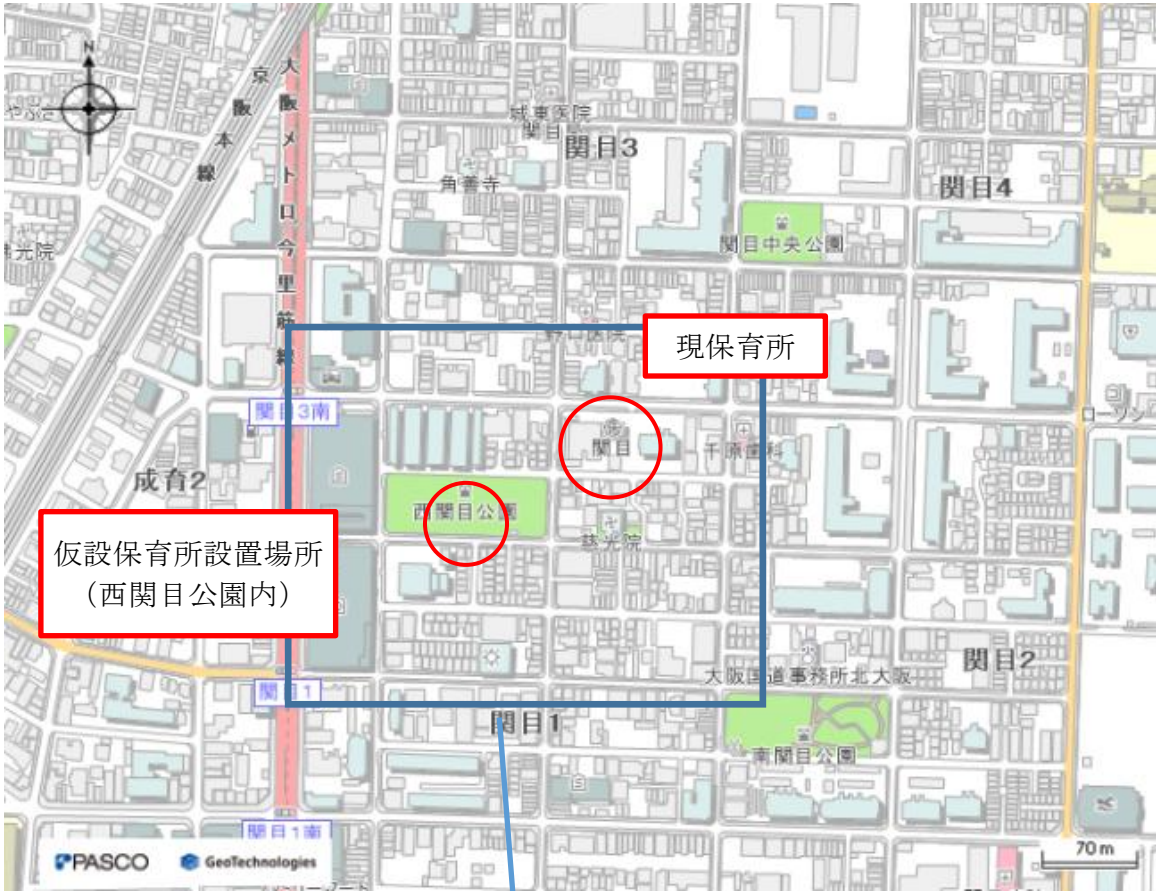 N
京阪本線
大阪メトロ今里筋線
城東医院
関目
関目3
角善寺
関目4
関目中央公園
野口医院
現保育所
関目3南
関目
千原歯科
ローソン
成育2
西関目公園
慈光院
仮設保育所設置場所
（西関目公園内）
関目2
大阪国道事務所北大阪
関目1
関目1
南関目公園
関目1南
PASCO
GeoTechnologies
70m